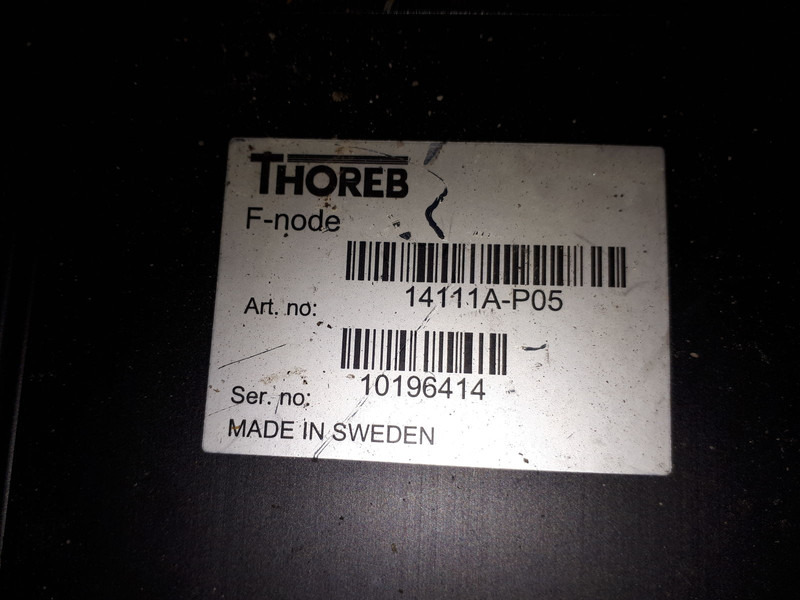 THOREB
F-node
Art. no: 14111A-P05
Ser. no: 10196414
MADE IN SWEDEN